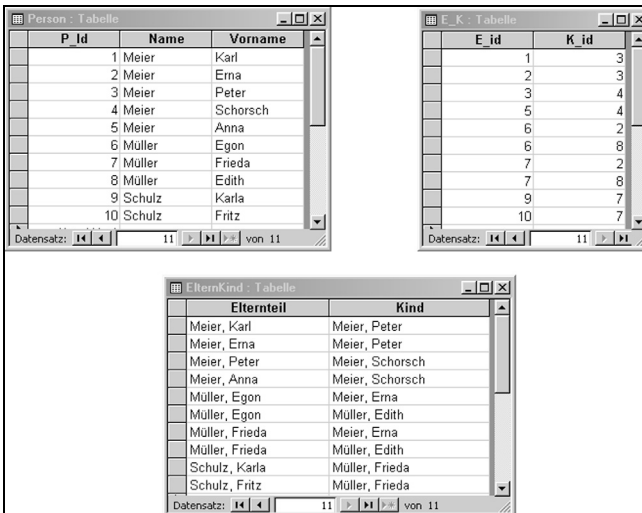 Person : Tabelle
P_Id Name Vorname
1 Meier Karl
2 Meier Erna
3 Meier Peter
4 Meier Schorsch
5 Meier Anna
6 Müller Egon
7 Müller Frieda
8 Müller Edith
9 Schulz Karla
10 Schulz Fritz
Datensatz: 11 von 11
E_K : Tabelle
E_id K_id
1 3
2 3
3 4
5 4
6 2
6 8
7 2
7 8
9 7
10 7
Datensatz: 11
ElternKind : Tabelle
Elternteil Kind
Meier, Karl Meier, Peter
Meier, Erna Meier, Peter
Meier, Peter Meier, Schorsch
Meier, Anna Meier, Schorsch
Müller, Egon Meier, Erna
Müller, Egon Müller, Edith
Müller, Frieda Meier, Erna
Müller, Frieda Müller, Edith
Schulz, Karla Müller, Frieda
Schulz, Fritz Müller, Frieda
Datensatz: 11 von 11